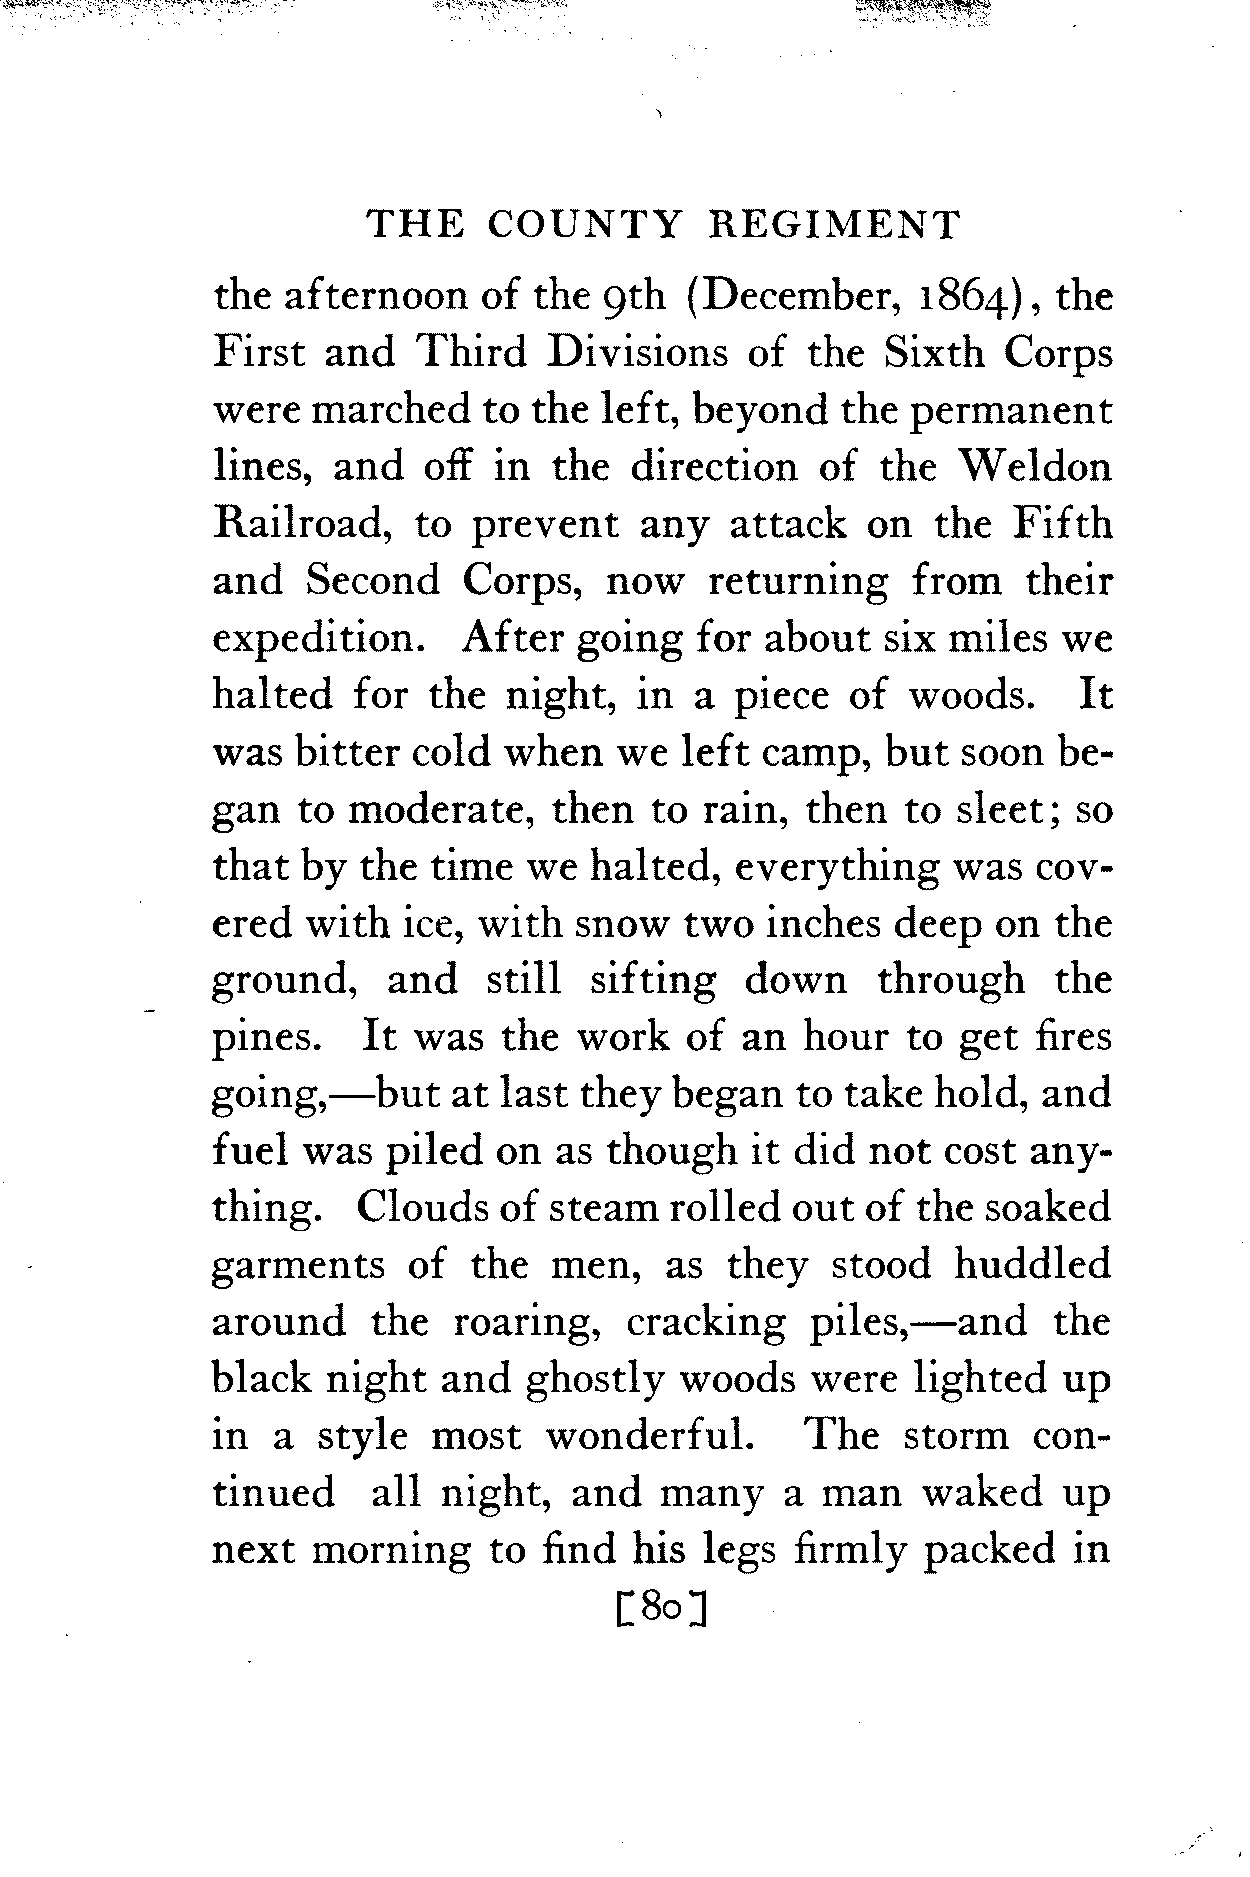 THE COUNTY REGIMENT
the afternoon of the 9th (December, 1864), the
First and Third Divisions of the Sixth Corps
were marched to the left, beyond the permanent
lines, and off in the direction of the Weldon
Railroad, to prevent any attack on the Fifth
and Second Corps, now returning from their
expedition. After going for about six miles we
halted for the night, in a piece of woods. It
was bitter cold when we left camp, but soon be-
gan to moderate, then to rain, then to sleet; so
that by the time we halted, everything was cov-
ered with ice, with snow two inches deep on the
ground, and still sifting down through the
pines. It was the work of an hour to get fires
going,—but at last they began to take hold, and
fuel was piled on as though it did not cost any-
thing. Clouds of steam rolled out of the soaked
garments of the men, as they stood huddled
around the roaring, cracking piles,—and the
black night and ghostly woods were lighted up
in a style most wonderful. The storm con-
tinued all night, and many a man waked up
next morning to find his legs firmly packed in
[80]